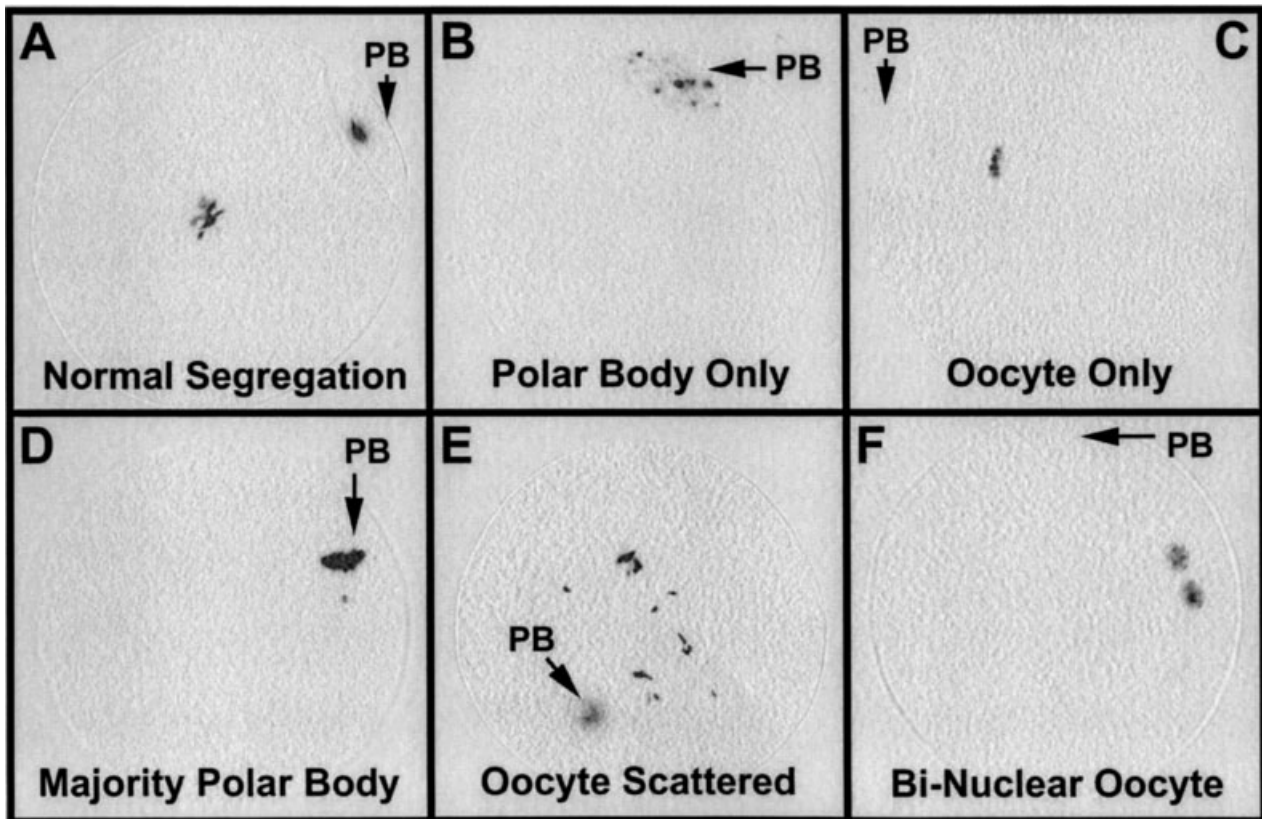 A
PB
Normal Segregation
B
PB
Polar Body Only
PB
C
Oocyte Only
D
PB
Majority Polar Body
E
PB
Oocyte Scattered
F
PB
Bi-Nuclear Oocyte